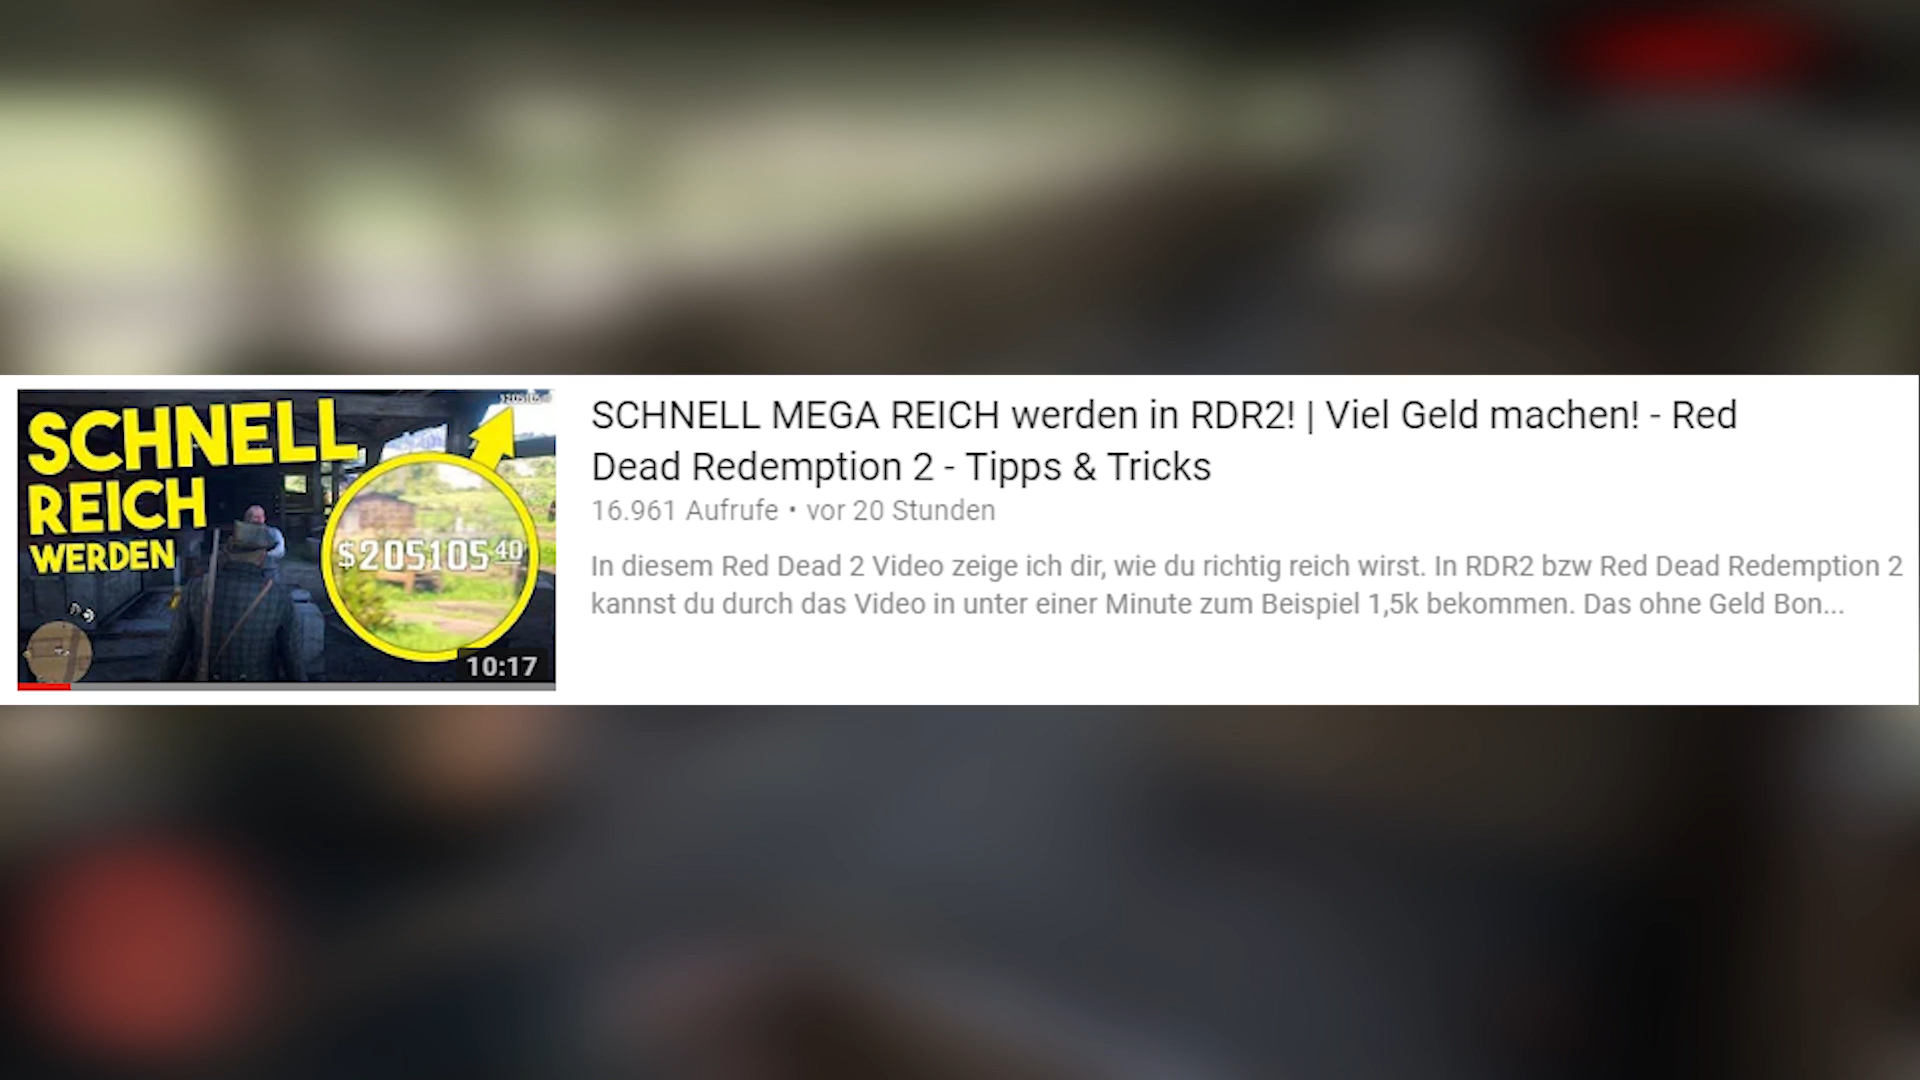 SCHNELL
REICH
WERDEN
$205105.40
10:17
SCHNELL MEGA REICH werden in RDR2! | Viel Geld machen! - Red
Dead Redemption 2 - Tipps & Tricks
16.961 Aufrufe • vor 20 Stunden
In diesem Red Dead 2 Video zeige ich dir, wie du richtig reich wirst. In RDR2 bzw Red Dead Redemption 2
kannst du durch das Video in unter einer Minute zum Beispiel 1,5k bekommen. Das ohne Geld Bon...